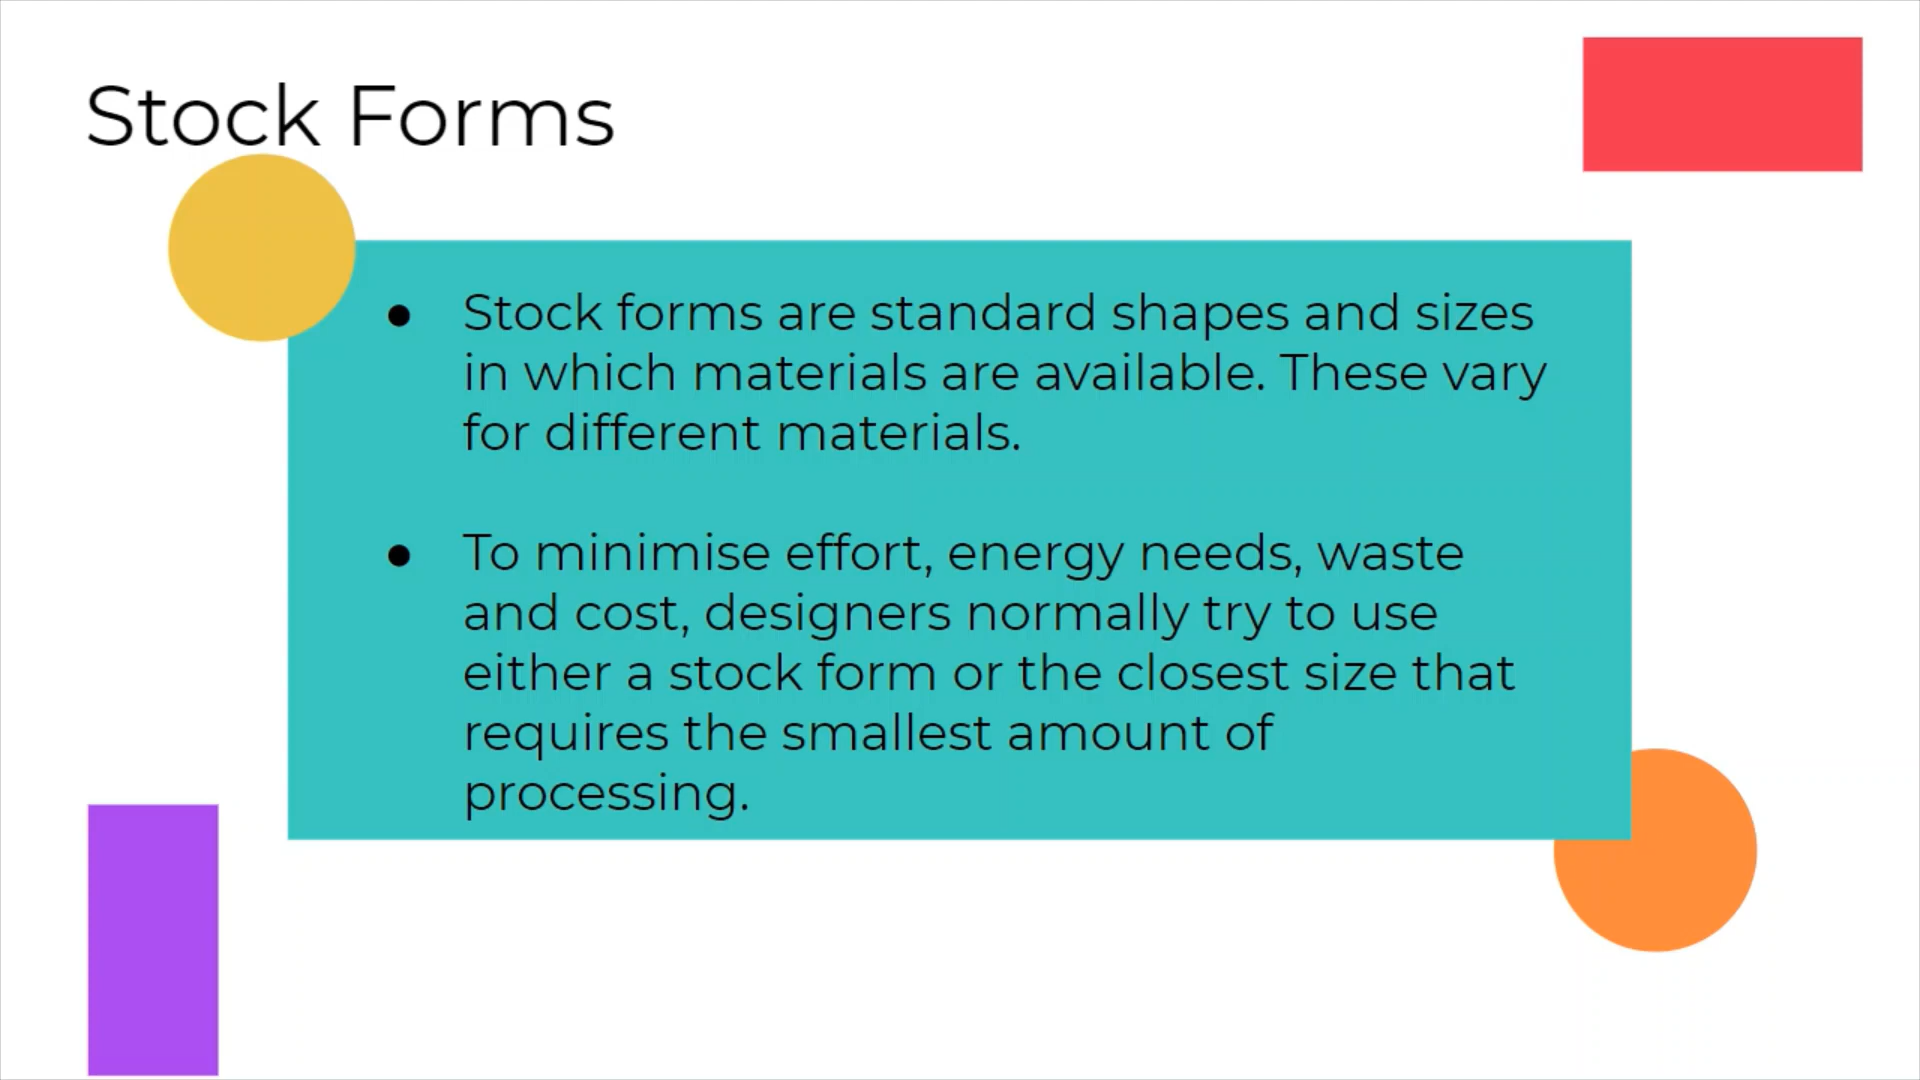 Stock Forms
● Stock forms are standard shapes and sizes
in which materials are available. These vary
for different materials.
● To minimise effort, energy needs, waste
and cost, designers normally try to use
either a stock form or the closest size that
requires the smallest amount of
processing.